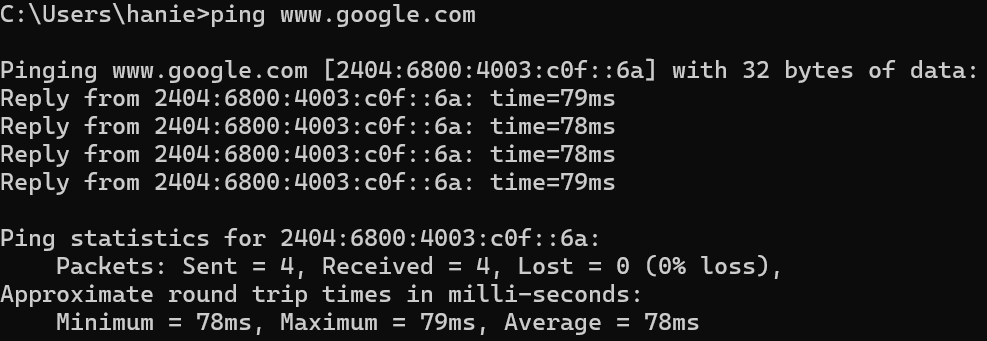 C:\Users\hanie>ping www.google.com
Pinging www.google.com [2404:6800:4003:c0f::6a] with 32 bytes of data:
Reply from 2404:6800:4003:c0f::6a: time=79ms
Reply from 2404:6800:4003:c0f::6a: time=78ms
Reply from 2404:6800:4003:c0f::6a: time=78ms
Reply from 2404:6800:4003:c0f::6a: time=79ms
Ping statistics for 2404:6800:4003:c0f::6a:
    Packets: Sent = 4, Received = 4, Lost = 0 (0% loss),
Approximate round trip times in milli-seconds:
    Minimum = 78ms, Maximum = 79ms, Average = 78ms